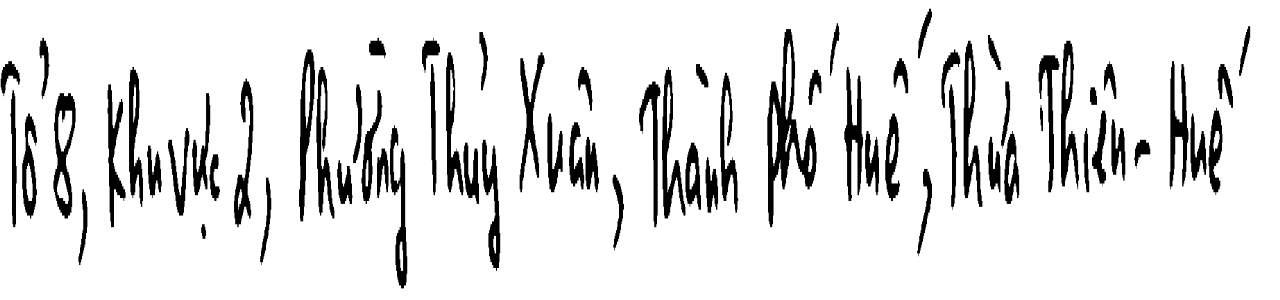 Tổ 8, Khu vực 2, Phường Thủy Xuân, Thành phố Huế, Thừa Thiên - Huế